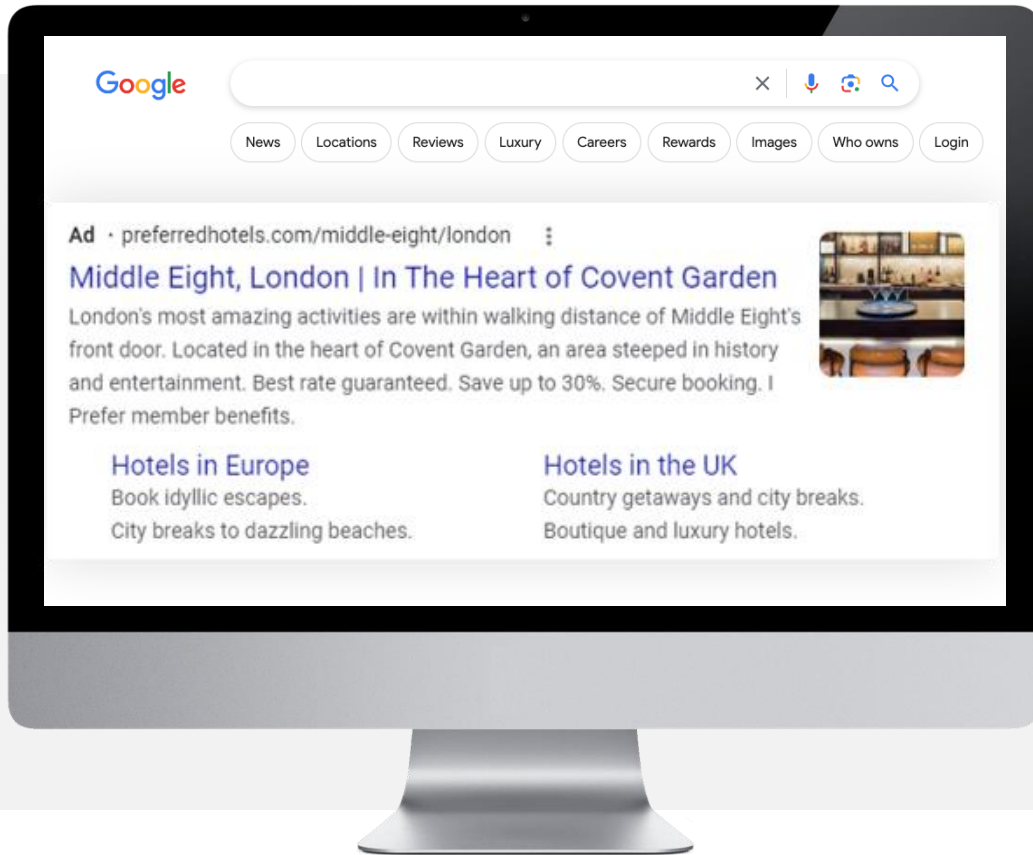 Google
News Locations Reviews Luxury Careers Rewards Images Who owns Login
Ad · preferredhotels.com/middle-eight/london
Middle Eight, London | In The Heart of Covent Garden
London's most amazing activities are within walking distance of Middle Eight's
front door. Located in the heart of Covent Garden, an area steeped in history
and entertainment. Best rate guaranteed. Save up to 30%. Secure booking. I
Prefer member benefits.
Hotels in Europe
Book idyllic escapes.
City breaks to dazzling beaches.
Hotels in the UK
Country getaways and city breaks.
Boutique and luxury hotels.